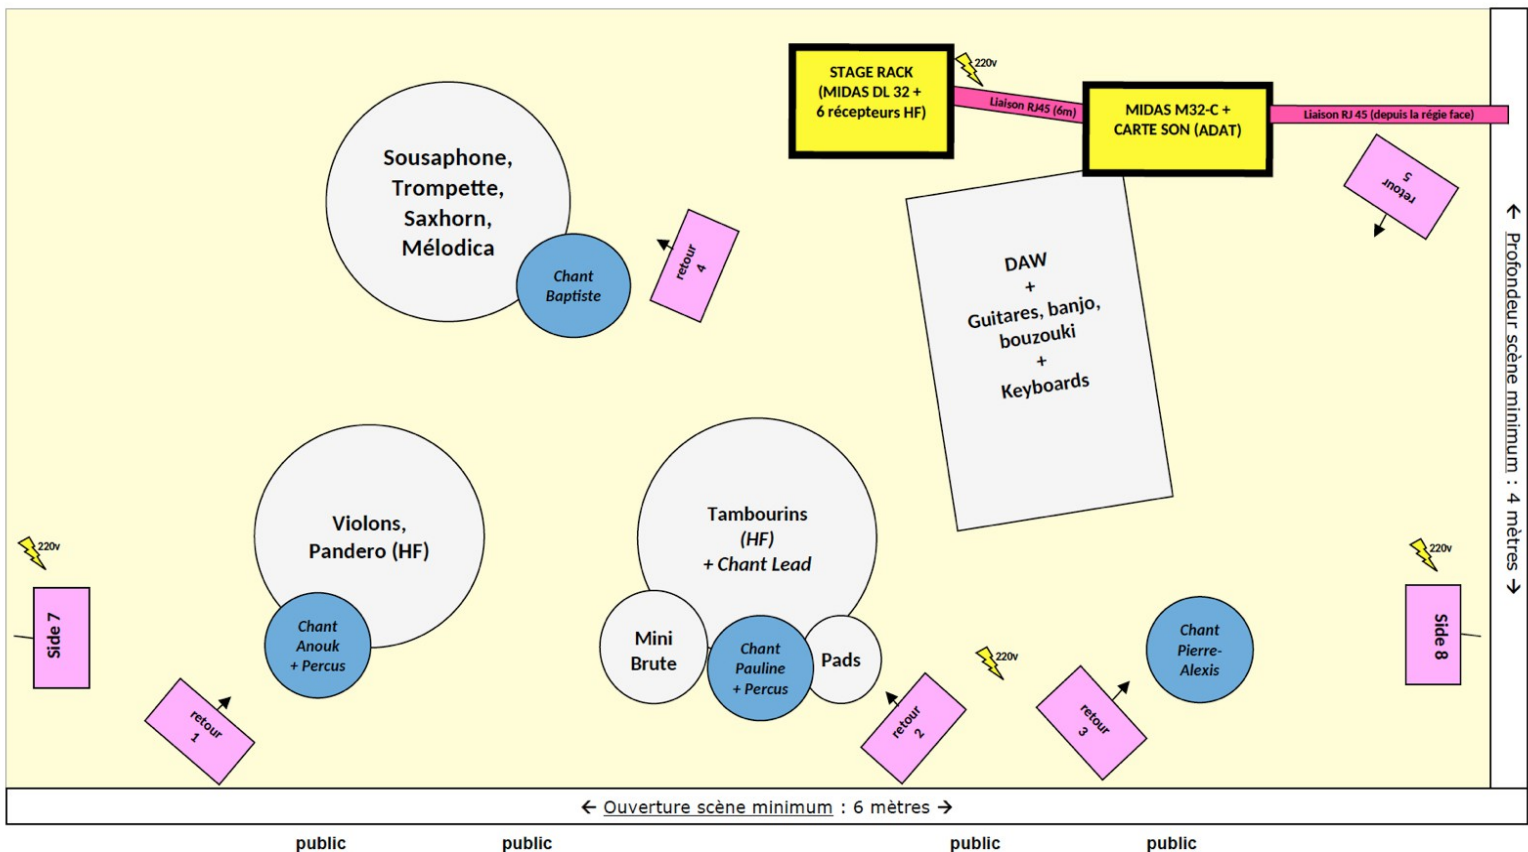 STAGE RACK
(MIDAS DL 32 +
6 récepteurs HF)
220v
Liaison RJ45 (6m)
MIDAS M32-C +
CARTE SON (ADAT)
Liaison RJ 45 (depuis la régie face)
Sousaphone,
Trompette,
Saxhorn,
Mélodica
Chant
Baptiste
retour
4
retour
5
DAW
+
Guitares, banjo,
bouzouki
+
Keyboards
← Profondeur scène minimum : 4 mètres →
Violons,
Pandero (HF)
Tambourins
(HF)
+ Chant Lead
220v
Side 7
Chant
Anouk
+ Percus
retour
1
Mini
Brute
Chant
Pauline
+ Percus
Pads
retour
2
220v
retour
3
Chant
Pierre-
Alexis
220v
Side 8
← Ouverture scène minimum : 6 mètres →
public
public
public
public